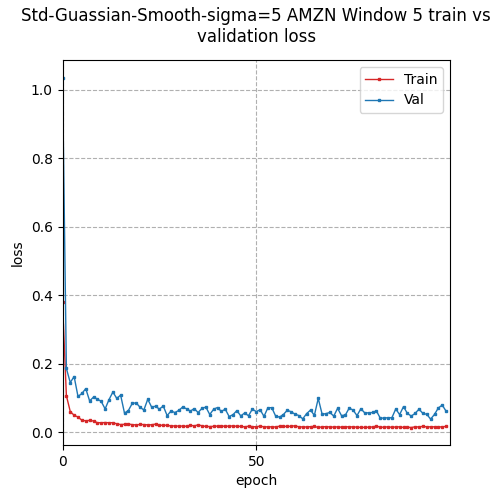 Std-Guassian-Smooth-sigma=5 AMZN Window 5 train vs
validation loss
Train
Val
1.0
0.8
0.6
0.4
0.2
0.0
loss
0
50
epoch